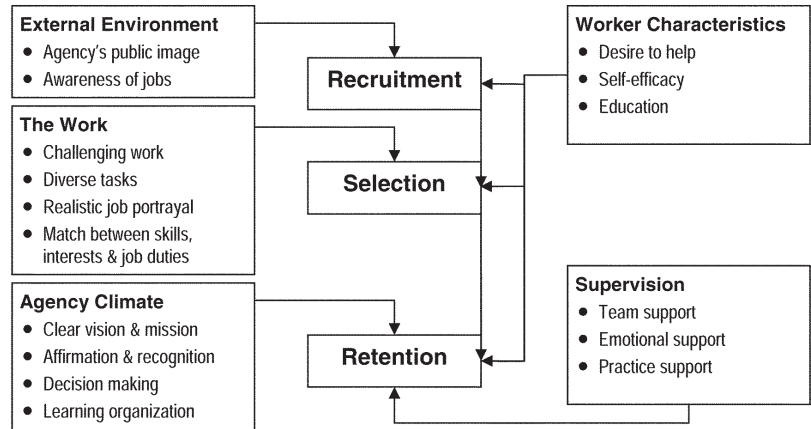 External Environment
● Agency's public image
● Awareness of jobs
The Work
● Challenging work
● Diverse tasks
● Realistic job portrayal
● Match between skills,
interests & job duties
Agency Climate
● Clear vision & mission
● Affirmation & recognition
● Decision making
● Learning organization
Recruitment
Selection
Retention
Worker Characteristics
● Desire to help
● Self-efficacy
● Education
Supervision
● Team support
● Emotional support
● Practice support